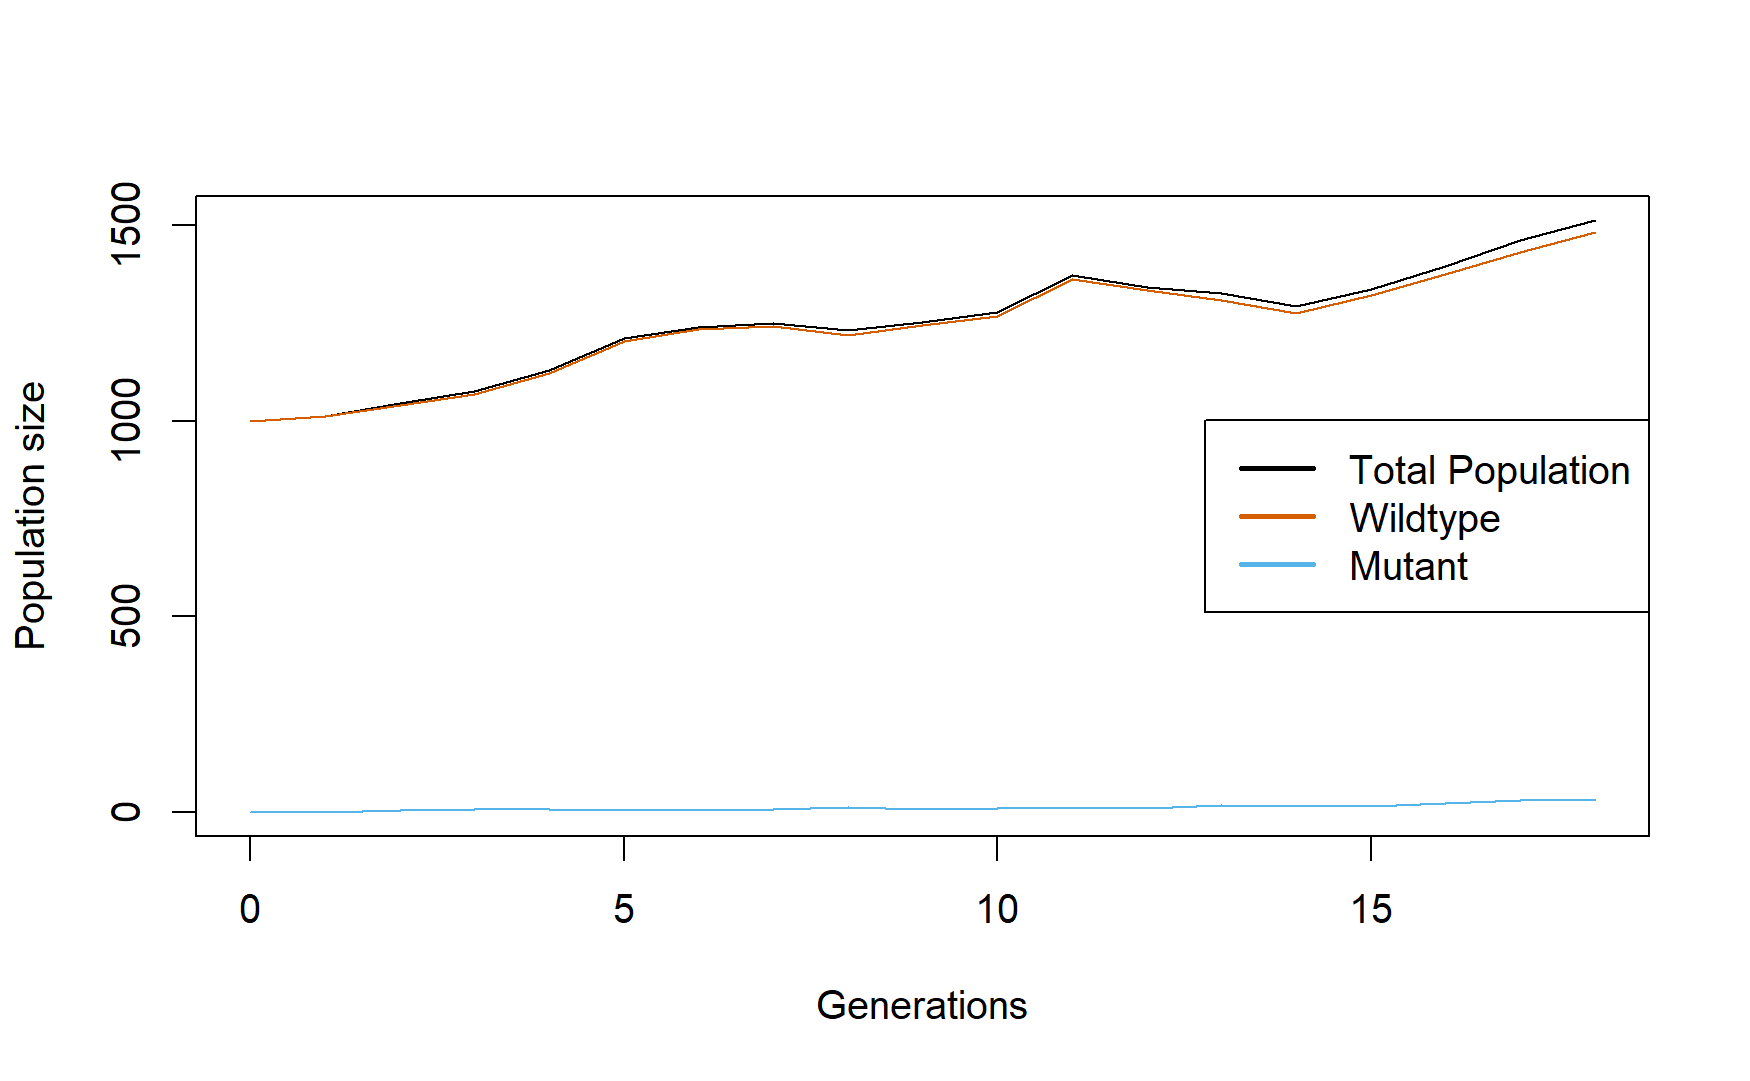 1500
1000
500
0
Population size
Total Population
Wildtype
Mutant
0 5 10 15
Generations